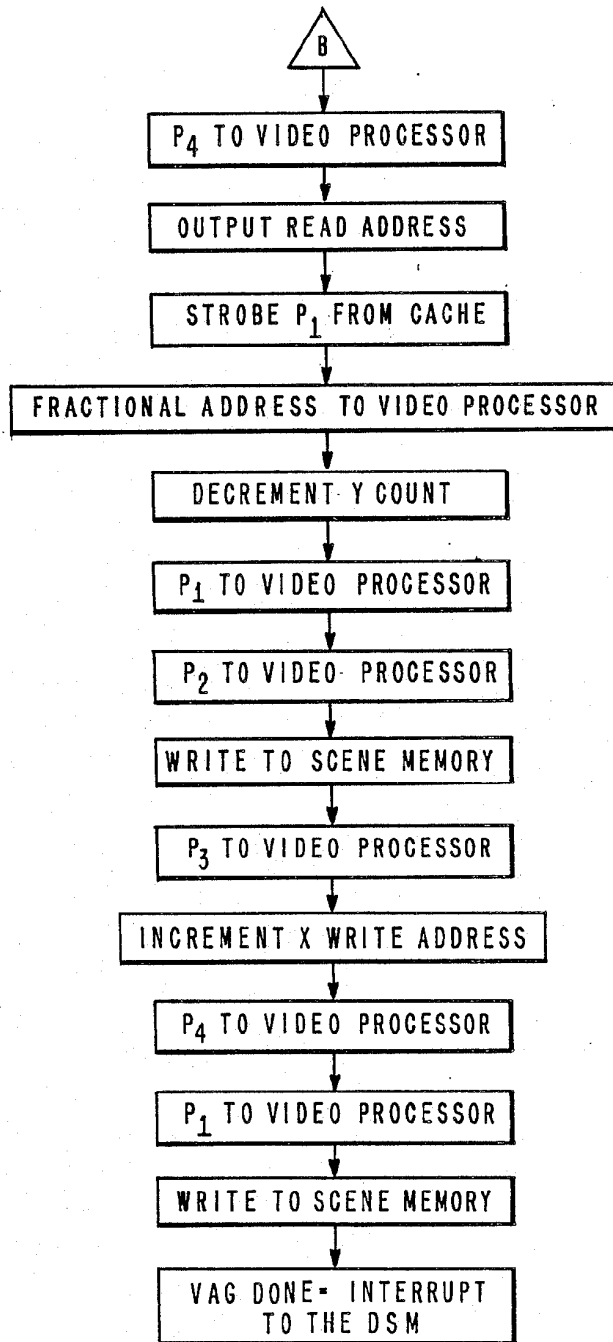 B
P4 TO VIDEO PROCESSOR
OUTPUT READ ADDRESS
STROBE P1 FROM CACHE
FRACTIONAL ADDRESS TO VIDEO PROCESSOR
DECREMENT Y COUNT
P1 TO VIDEO PROCESSOR
P2 TO VIDEO PROCESSOR
WRITE TO SCENE MEMORY
P3 TO VIDEO PROCESSOR
INCREMENT X WRITE ADDRESS
P4 TO VIDEO PROCESSOR
P1 TO VIDEO PROCESSOR
WRITE TO SCENE MEMORY
VAG DONE= INTERRUPT
TO THE DSM